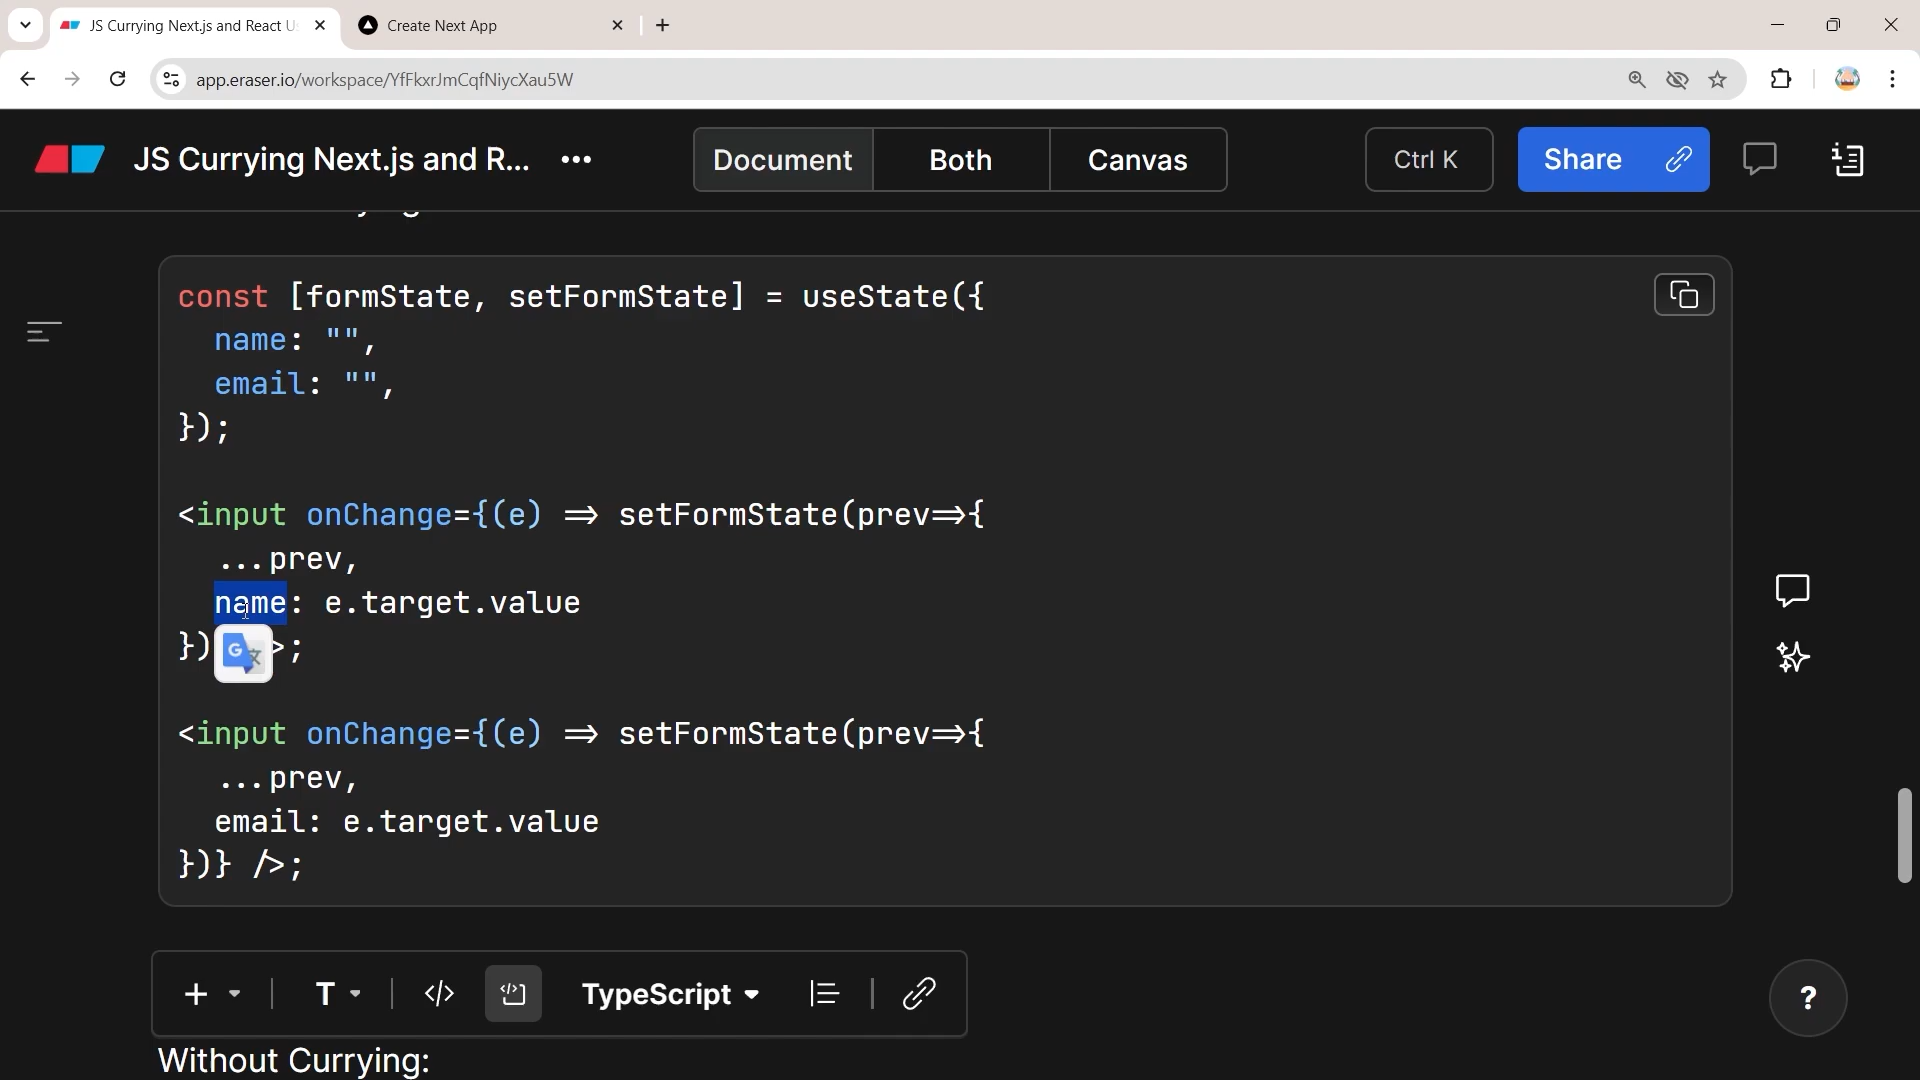 JS Currying Next.js and React Us
Create Next App
app.eraser.io/workspace/YfFkxrJmCqfNiycXau5W
JS Currying Next.js and R...
Document
Both
Canvas
Ctrl K
Share
const [formState, setFormState] = useState({
name: "",
email: "",
});
<input onChange={(e) => setFormState(prev=>{
...prev,
name: e.target.value
}) >;
<input onChange={(e) => setFormState(prev=>{
...prev,
email: e.target.value
})} />;
TypeScript
Without Currying: